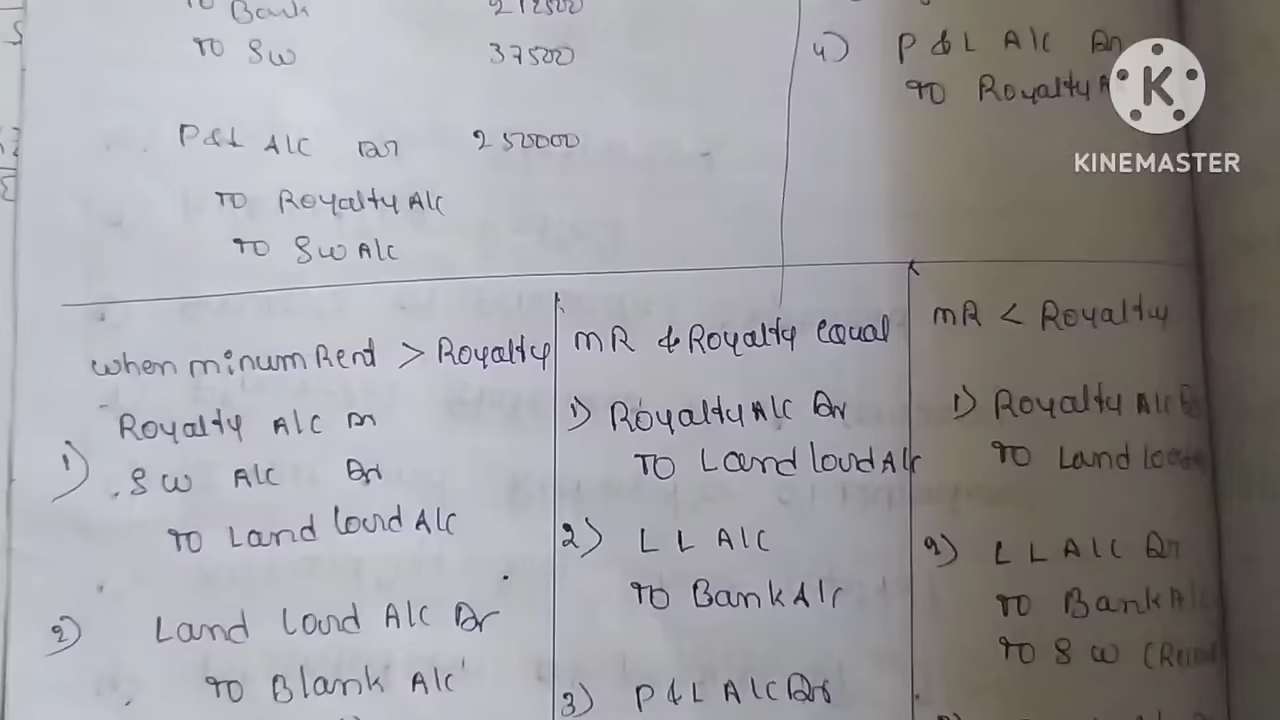 To Bank 212500
To SW 37500
P&L A/c Dr 250000
To Royalty A/c
To SW A/c
4) P & L A/c Dr
To Royalty A
K
KINEMASTER
when minum Rent > Royalty
1) Royalty A/c Dr
SW A/c Dr
To Land Lourd A/c
2) Land Lourd A/c Dr
To Blank A/c
MR & Royalty equal
1) Royalty A/c Dr
To Land Lourd A/c
2) L L A/c
To Bank A/c
3) P & L A/c Dr
MR < Royalty
1) Royalty A/c Dr
To Land
2) L L A/c Dr
To Bank A/c
To SW